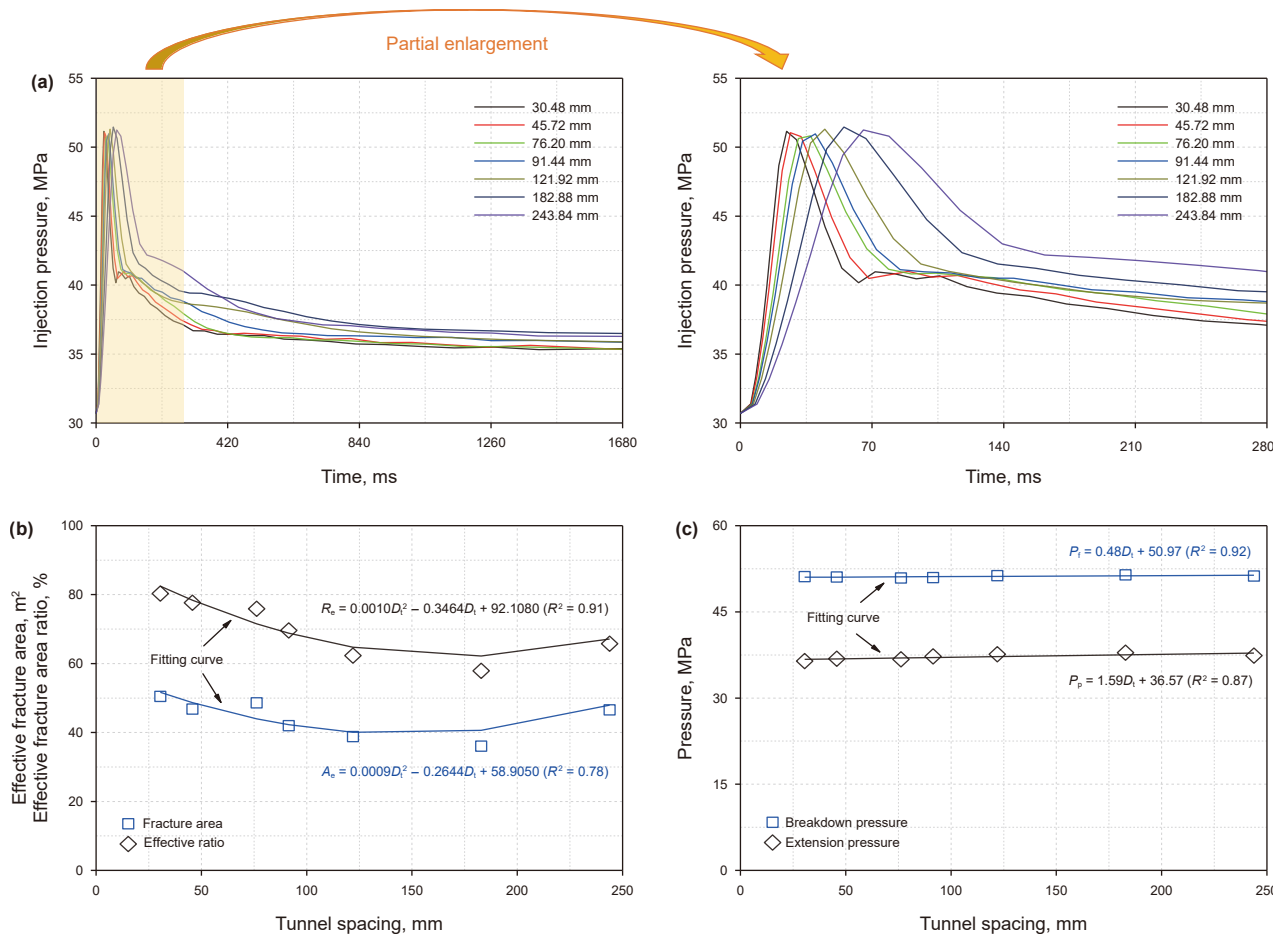 Partial enlargement
(a)
55
50
45
40
35
30
Injection pressure, MPa
30.48 mm
45.72 mm
76.20 mm
91.44 mm
121.92 mm
182.88 mm
243.84 mm
0
420
840
1260
1680
Time, ms
55
50
45
40
35
30
Injection pressure, MPa
30.48 mm
45.72 mm
76.20 mm
91.44 mm
121.92 mm
182.88 mm
243.84 mm
0
70
140
210
280
Time, ms
(b)
100
80
60
40
20
0
Effective fracture area, m²
Effective fracture area ratio, %
Rₑ = 0.0010Dₜ² – 0.3464Dₜ + 92.1080 (R² = 0.91)
Fitting curve
Aₑ = 0.0009Dₜ² – 0.2644Dₜ + 58.9050 (R² = 0.78)
Fracture area
Effective ratio
0
50
100
150
200
250
Tunnel spacing, mm
(c)
60
45
30
15
0
Pressure, MPa
P_f = 0.48Dₜ + 50.97 (R² = 0.92)
Fitting curve
Pₚ = 1.59Dₜ + 36.57 (R² = 0.87)
Breakdown pressure
Extension pressure
0
50
100
150
200
250
Tunnel spacing, mm